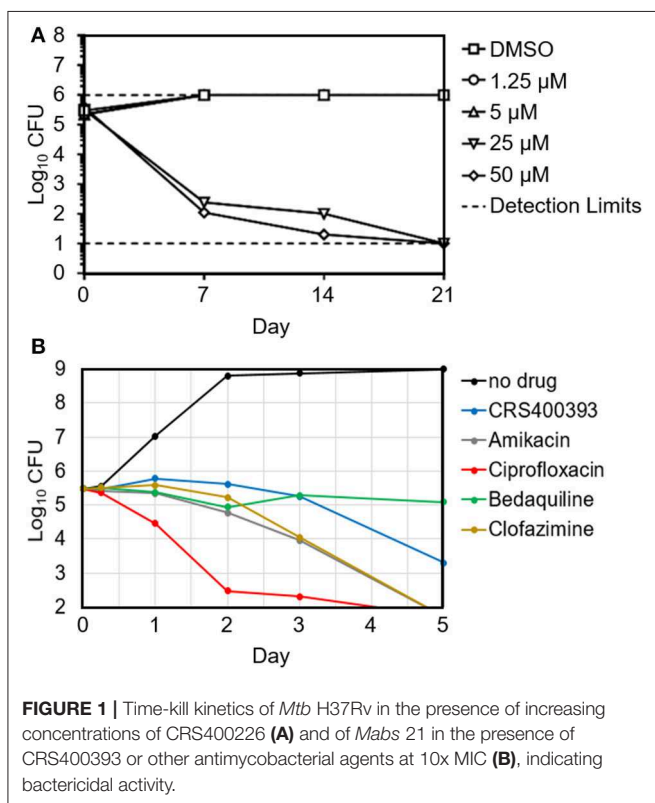 A
8
7
6
5
4
3
2
1
0
Log₁₀ CFU
0 7 14 21
Day
DMSO
1.25 µM
5 µM
25 µM
50 µM
Detection Limits
B
9
8
7
6
5
4
3
2
Log₁₀ CFU
0 1 2 3 4 5
Day
no drug
CRS400393
Amikacin
Ciprofloxacin
Bedaquiline
Clofazimine
FIGURE 1 | Time-kill kinetics of Mtb H37Rv in the presence of increasing
concentrations of CRS400226 (A) and of Mabs 21 in the presence of
CRS400393 or other antimycobacterial agents at 10x MIC (B), indicating
bactericidal activity.